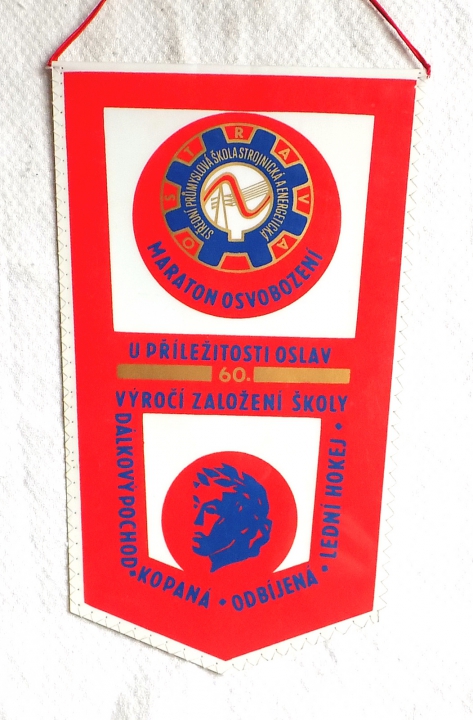 OSTRAVA
STŘEDNÍ PRŮMYSLOVÁ ŠKOLA STROJNICKÁ A ENERGETICKÁ
MARATON OSVOBOZENÍ
U PŘÍLEŽITOSTI OSLAV
60.
VÝROČÍ ZALOŽENÍ ŠKOLY
DÁLKOVÝ POCHOD • KOPANÁ • ODBÍJENÁ • LEDNÍ HOKEJ •